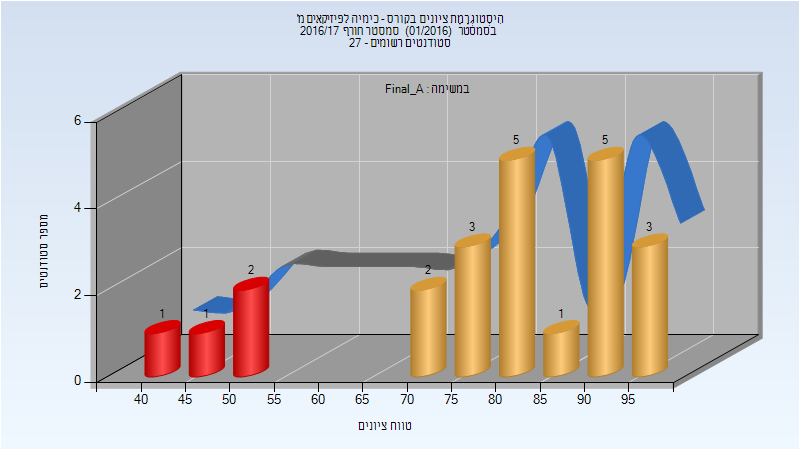 היסטוגרמת ציונים בקורס - כימיה לפיזיקאים מ'
בסמסטר (01/2016) סמסטר חורף 2016/17
סטודנטים רשומים - 27
במשימה : Final_A
מספר סטודנטים
6
4
2
0
1
1
2
2
3
5
1
5
3
40 45 50 55 60 65 70 75 80 85 90 95
טווח ציונים